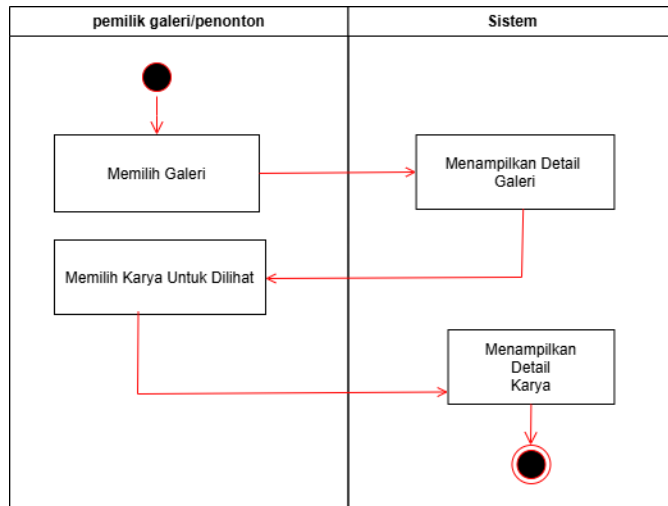 pemilik galeri/penonton
Sistem
Memilih Galeri
Menampilkan Detail
Galeri
Memilih Karya Untuk Dilihat
Menampilkan
Detail
Karya